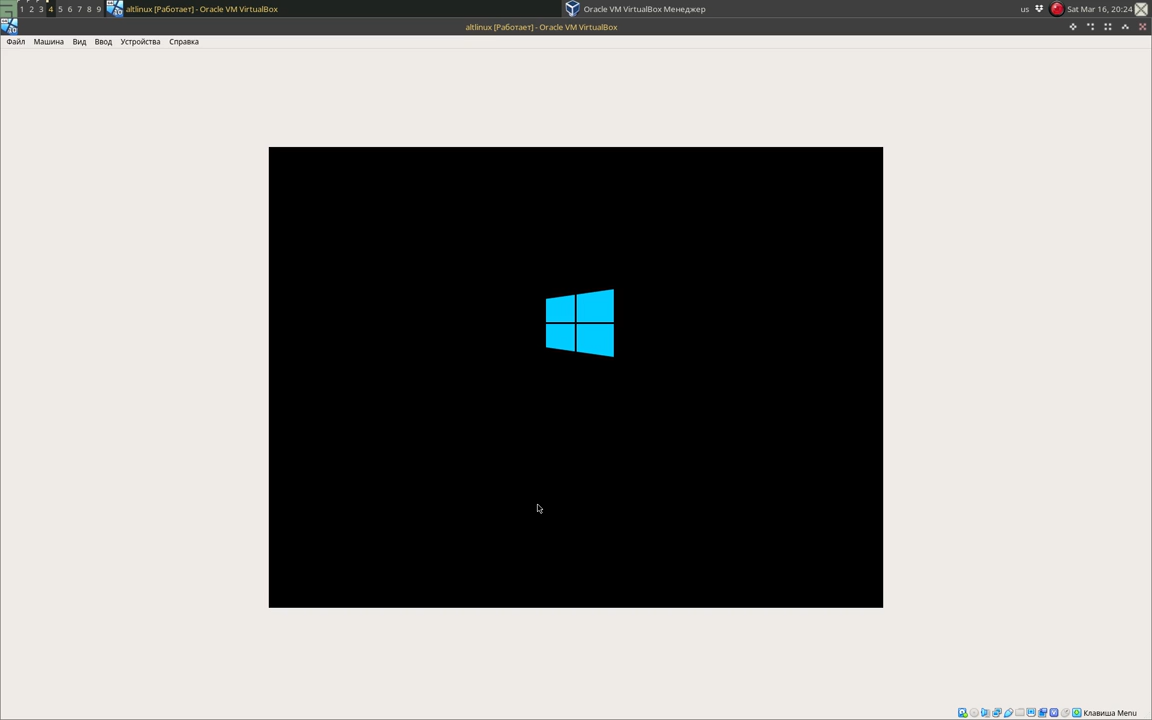 1 2 3 4 5 6 7 8 9 altlinux [Работает] - Oracle VM VirtualBox Oracle VM VirtualBox Менеджер us Sat Mar 16, 20:24
altlinux [Работает] - Oracle VM VirtualBox
Файл Машина Вид Ввод Устройства Справка
Клавиша Menu